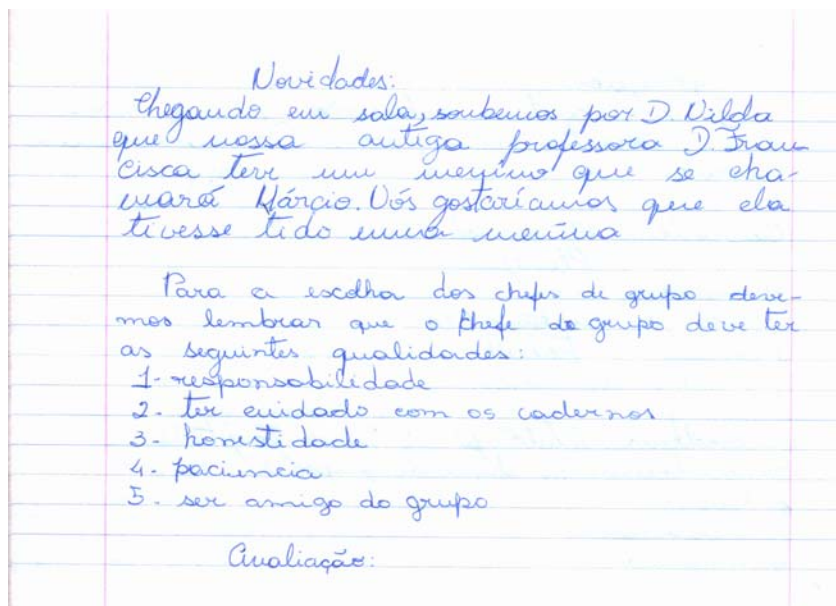 Novidades:
Chegando em sala, soubemos por D. Nilda
que nossa antiga professora D. Fran
cisca teve um menino que se cha-
mará Márcio. Nós gostaríamos que ela
tivesse tido uma menina
Para a escolha dos chefes de grupo deve-
mos lembrar que o chefe do grupo deve ter
as seguintes qualidades:
1- responsabilidade
2- ter cuidado com os cadernos
3- honestidade
4- paciencia
5- ser amigo do grupo
Avaliação: